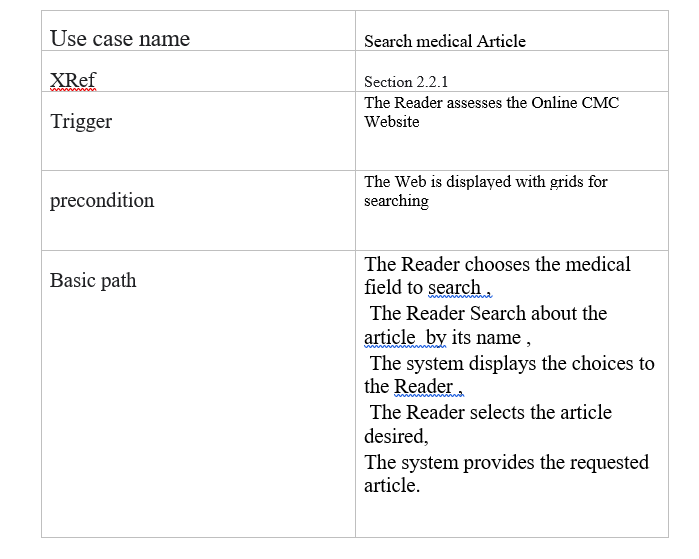 Use case name
Search medical Article
XRef
Section 2.2.1
Trigger
The Reader assesses the Online CMC
Website
precondition
The Web is displayed with grids for
searching
Basic path
The Reader chooses the medical
field to search ,
The Reader Search about the
article  by its name ,
The system displays the choices to
the Reader ,
The Reader selects the article
desired,
The system provides the requested
article.